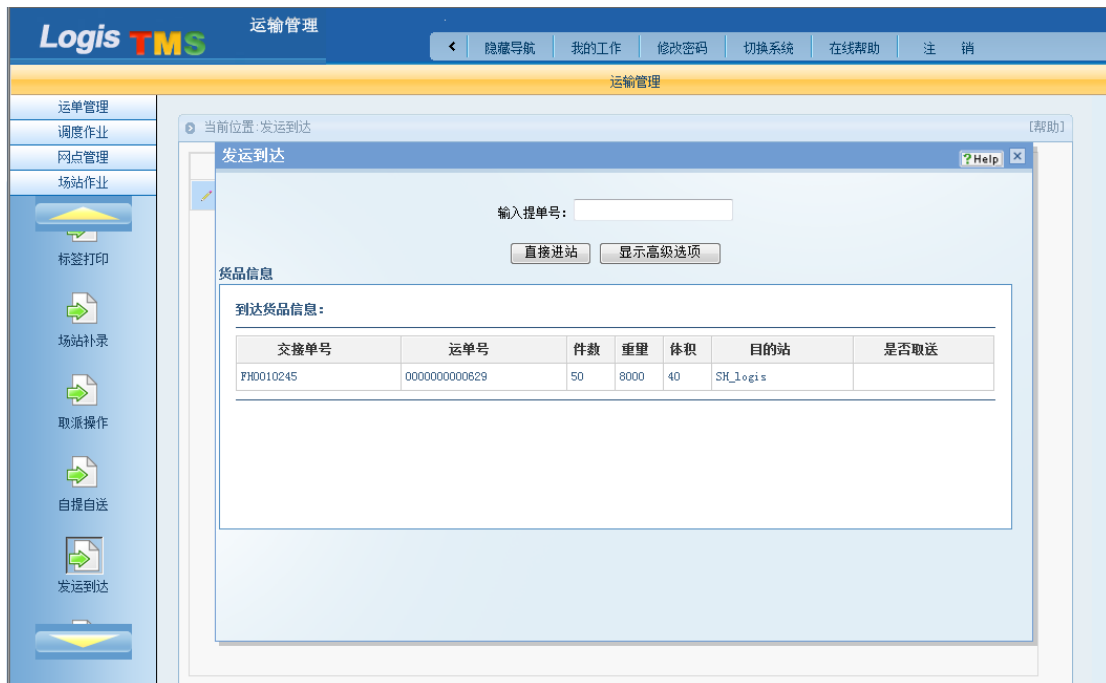 Logis TMS
运输管理
隐藏导航 我的工作 修改密码 切换系统 在线帮助 注 销
运输管理
运单管理
调度作业
网点管理
场站作业
标签打印
场站补录
取派操作
自提自送
发运到达
当前位置:发运到达 [帮助]
发运到达 ?Help
输入提单号:
直接进站 显示高级选项
货品信息
到达货品信息:
交接单号 运单号 件数 重量 体积 目的站 是否取送
FH0010245 0000000000629 50 8000 40 SH_logis